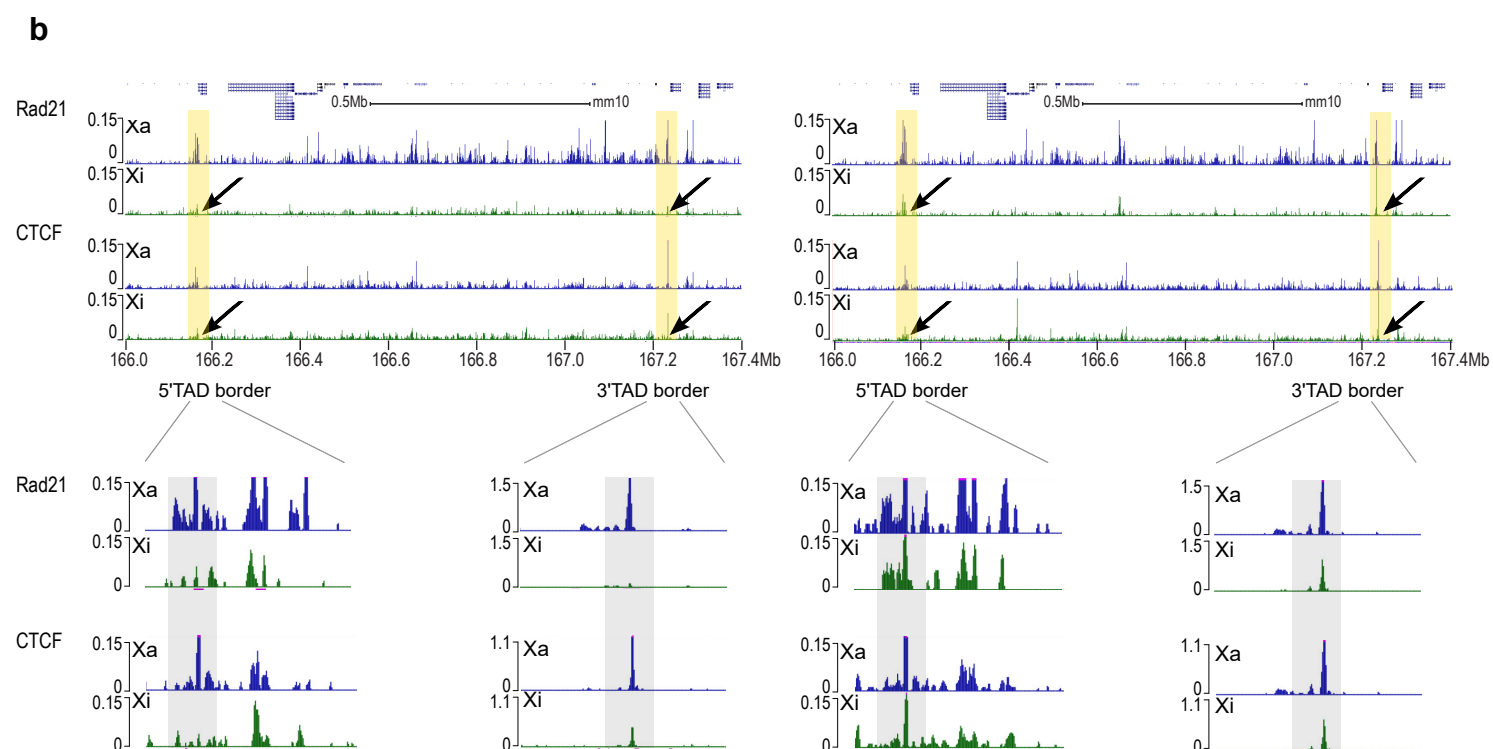 b
0.5Mb mm10 0.5Mb mm10
Rad21
0.15 Xa 0.15 Xa
0 0
0.15 Xi 0.15 Xi
0 0
CTCF
0.15 Xa 0.15 Xa
0 0
0.15 Xi 0.15 Xi
0 0
166.0 166.2 166.4 166.6 166.8 167.0 167.2 167.4Mb 166.0 166.2 166.4 166.6 166.8 167.0 167.2 167.4Mb
5'TAD border 3'TAD border 5'TAD border 3'TAD border
Rad21
0.15 Xa 1.5 Xa 0.15 Xa 1.5 Xa
0 0 0 0
0.15 Xi 1.5 Xi 0.15 Xi 1.5 Xi
0 0 0 0
CTCF
0.15 Xa 1.1 Xa 0.15 Xa 1.1 Xa
0 0 0 0
0.15 Xi 1.1 Xi 0.15 Xi 1.1 Xi
0 0 0 0